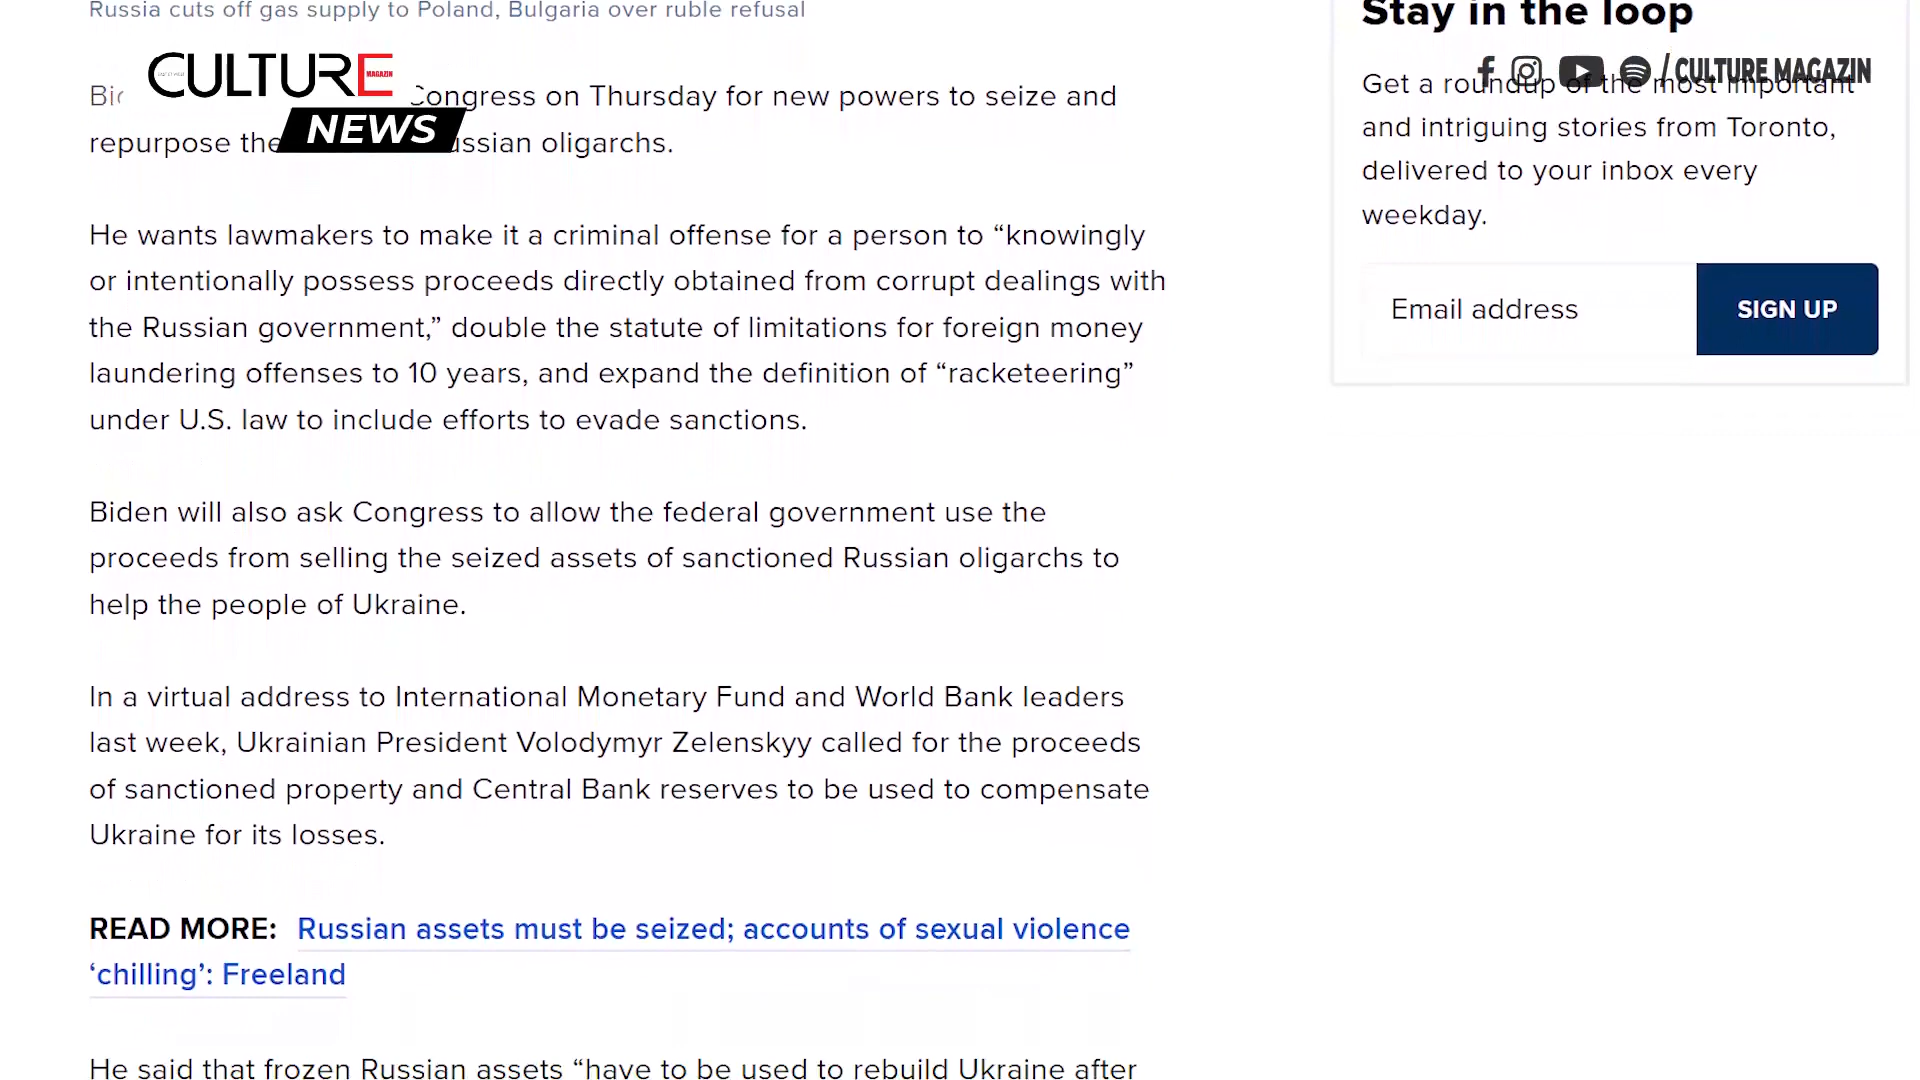 Russia cuts off gas supply to Poland, Bulgaria over ruble refusal
CULTURE
MAGAZIN
NEWS
Congress on Thursday for new powers to seize and
repurpose the ussian oligarchs.
He wants lawmakers to make it a criminal offense for a person to “knowingly
or intentionally possess proceeds directly obtained from corrupt dealings with
the Russian government,” double the statute of limitations for foreign money
laundering offenses to 10 years, and expand the definition of “racketeering”
under U.S. law to include efforts to evade sanctions.
Biden will also ask Congress to allow the federal government use the
proceeds from selling the seized assets of sanctioned Russian oligarchs to
help the people of Ukraine.
In a virtual address to International Monetary Fund and World Bank leaders
last week, Ukrainian President Volodymyr Zelenskyy called for the proceeds
of sanctioned property and Central Bank reserves to be used to compensate
Ukraine for its losses.
READ MORE: Russian assets must be seized; accounts of sexual violence
‘chilling’: Freeland
He said that frozen Russian assets “have to be used to rebuild Ukraine after
Stay in the loop
/ CULTURE MAGAZIN
Get a roundup of the most important
and intriguing stories from Toronto,
delivered to your inbox every
weekday.
Email address
SIGN UP